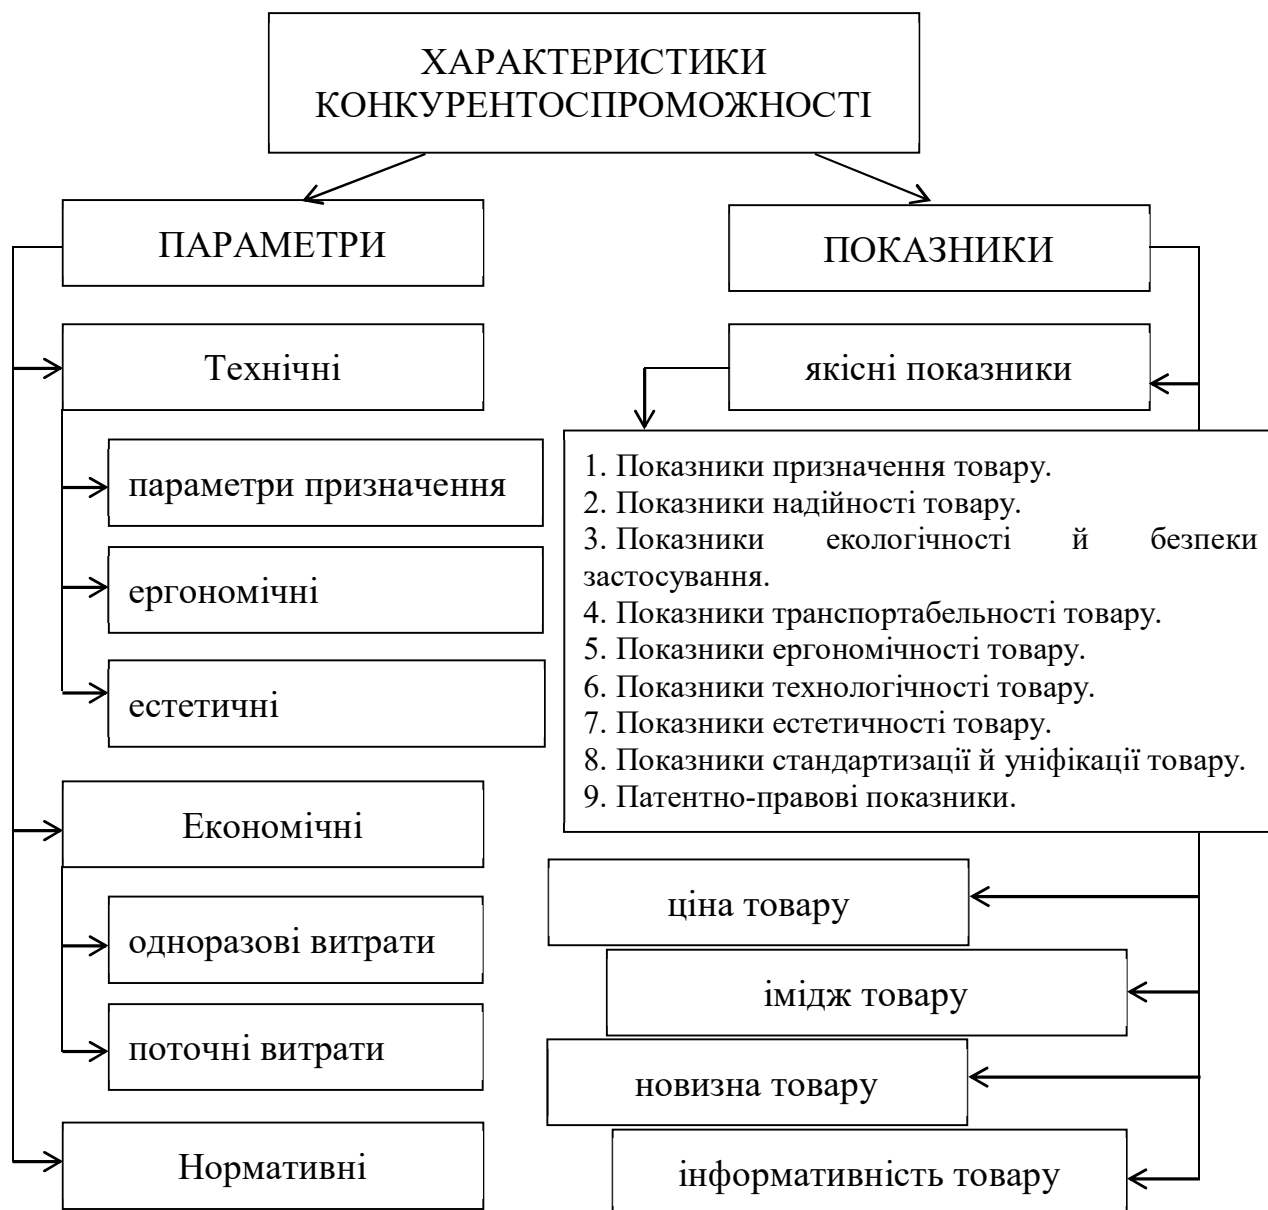 ХАРАКТЕРИСТИКИ
КОНКУРЕНТОСПРОМОЖНОСТІ
ПАРАМЕТРИ
Технічні
параметри призначення
ергономічні
естетичні
Економічні
одноразові витрати
поточні витрати
Нормативні
ПОКАЗНИКИ
якісні показники
1. Показники призначення товару.
2. Показники надійності товару.
3. Показники екологічності й безпеки
застосування.
4. Показники транспортабельності товару.
5. Показники ергономічності товару.
6. Показники технологічності товару.
7. Показники естетичності товару.
8. Показники стандартизації й уніфікації товару.
9. Патентно-правові показники.
ціна товару
імідж товару
новизна товару
інформативність товару